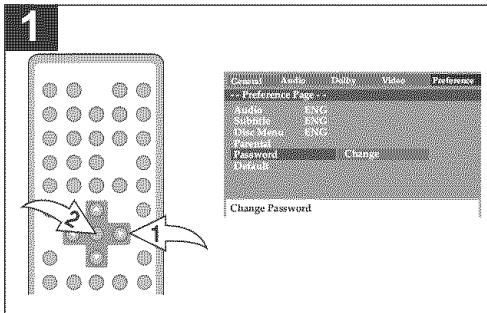 1
General Audio Dolby Video Preference
- - Preference Page - -
Audio ENG
Subtitle ENG
Disc Menu ENG
Parental
Password Change
Default
Change Password
2
1